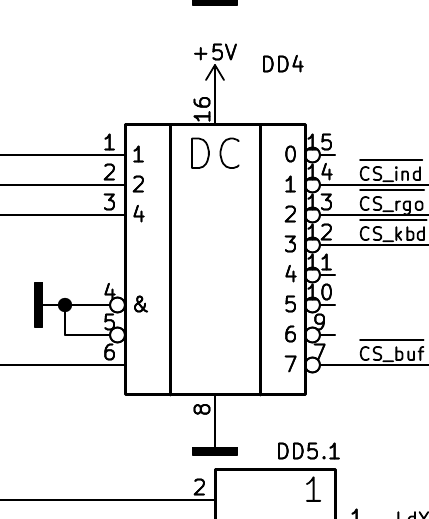 +5V
DD4
16
DC
1 1 0 15
2 2 1 14 CS_ind
3 4 2 13 CS_rgo
3 12 CS_kbd
4 11
4 & 5 10
5 6 9
6 7 7 CS_buf
8
DD5.1
2 1
1